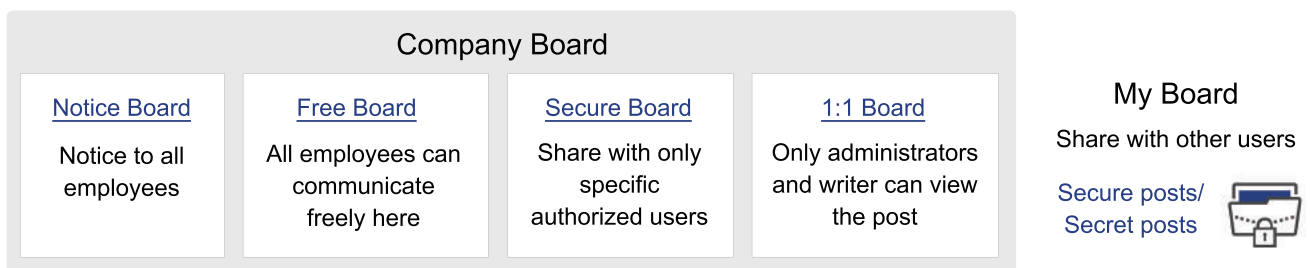 Company Board
Notice Board
Notice to all
employees
Free Board
All employees can
communicate
freely here
Secure Board
Share with only
specific
authorized users
1:1 Board
Only administrators
and writer can view
the post
My Board
Share with other users
Secure posts/
Secret posts